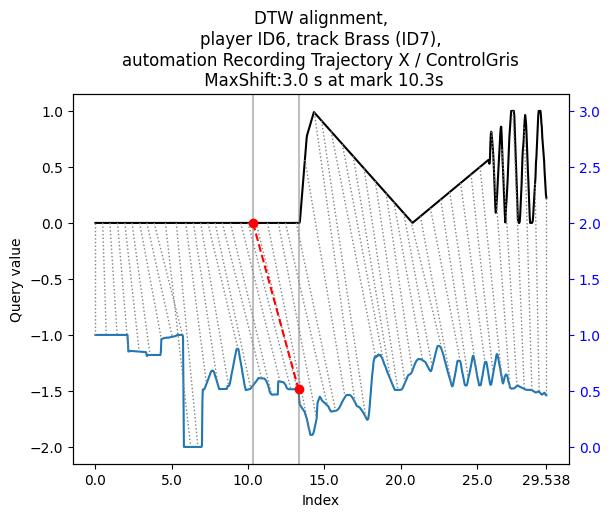 DTW alignment,
player ID6, track Brass (ID7),
automation Recording Trajectory X / ControlGris
MaxShift:3.0 s at mark 10.3s
1.0
0.5
0.0
−0.5
−1.0
−1.5
−2.0
Query value
3.0
2.5
2.0
1.5
1.0
0.5
0.0
0.0 5.0 10.0 15.0 20.0 25.0 29.538
Index